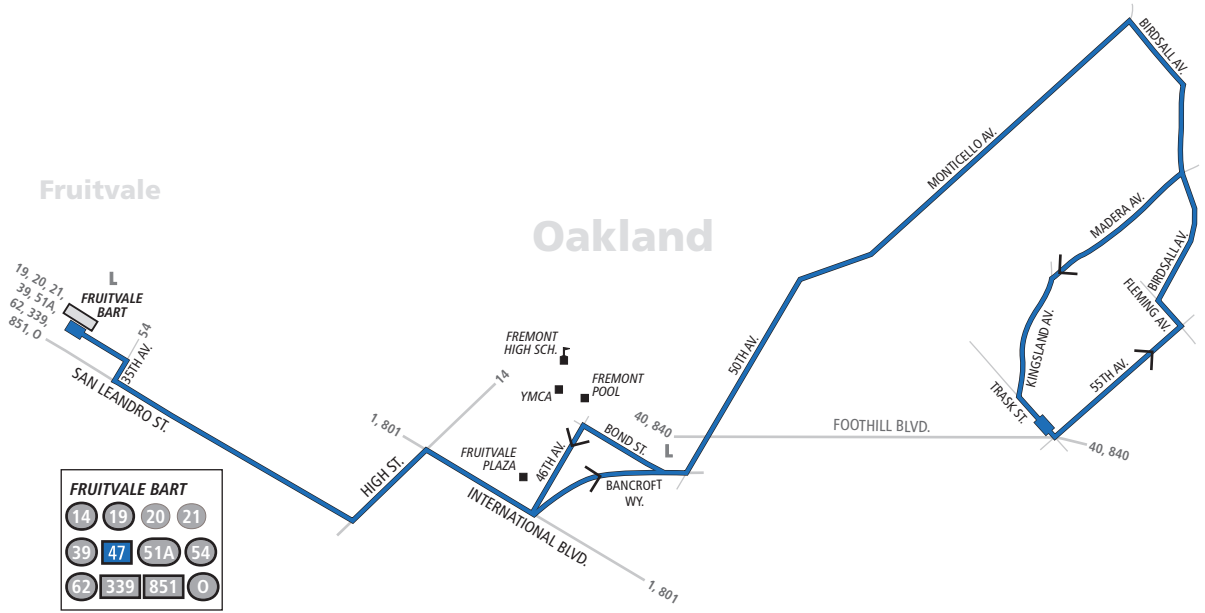 BIRDSALL AV.
MONTICELLO AV.
Fruitvale
MADERA AV.
Oakland
BIRDSALL AV.
L
19, 20, 21,
39, 51A,
62, 339,
851, O
FRUITVALE
BART
54
35TH AV.
FLEMING AV.
KINGSLAND AV.
FREMONT
HIGH SCH.
50TH AV.
55TH AV.
SAN LEANDRO ST.
14
YMCA
FREMONT
POOL
TRASK ST.
1, 801
40, 840
L
FOOTHILL BLVD.
40, 840
BOND ST.
46TH AV.
FRUITVALE
PLAZA
HIGH ST.
BANCROFT
WY.
INTERNATIONAL BLVD.
1, 801
FRUITVALE BART
14 19 20 21
39 47 51A 54
62 339 851 O